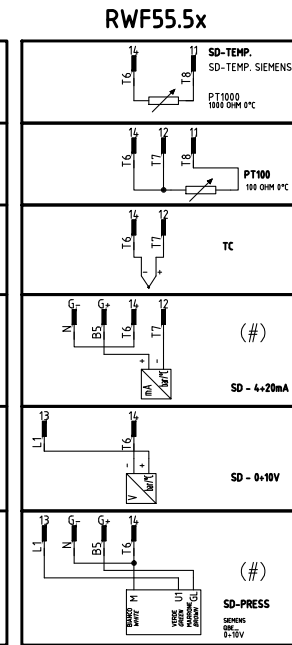 RWF55.5x
14 11 SD-TEMP.
SD-TEMP. SIEMENS
T6 T8
PT1000
1000 OHM 0°C
14 12 11
T6 T7 T8
PT100
100 OHM 0°C
14 12
T6 T7
TC
- +
G- G+ 14 12
N B5 T6 T7
(#)
+ -
mA bar/°C
SD - 4÷20mA
13 14
L1 T6
- +
V bar/°C
SD - 0÷10V
13 G- G+ 14
L1 N B5 T6
(#)
M U1 GL
BIANCO WHITE
VERDE GREEN
MARRONE BROWN
SD-PRESS
SIEMENS
QBE...
0÷10V